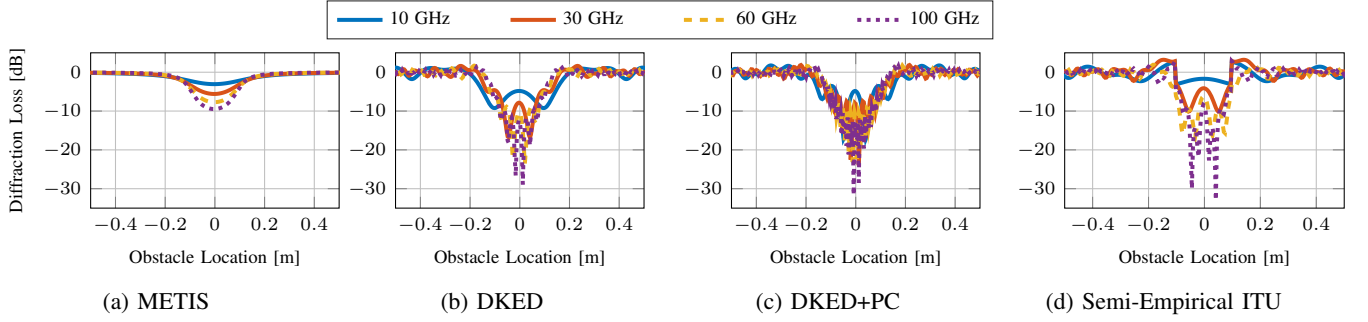 10 GHz 30 GHz 60 GHz 100 GHz
Diffraction Loss [dB]
0
−10
−20
−30
−0.4 −0.2 0 0.2 0.4
Obstacle Location [m]
(a) METIS
0
−10
−20
−30
−0.4 −0.2 0 0.2 0.4
Obstacle Location [m]
(b) DKED
0
−10
−20
−30
−0.4 −0.2 0 0.2 0.4
Obstacle Location [m]
(c) DKED+PC
0
−10
−20
−30
−0.4 −0.2 0 0.2 0.4
Obstacle Location [m]
(d) Semi-Empirical ITU